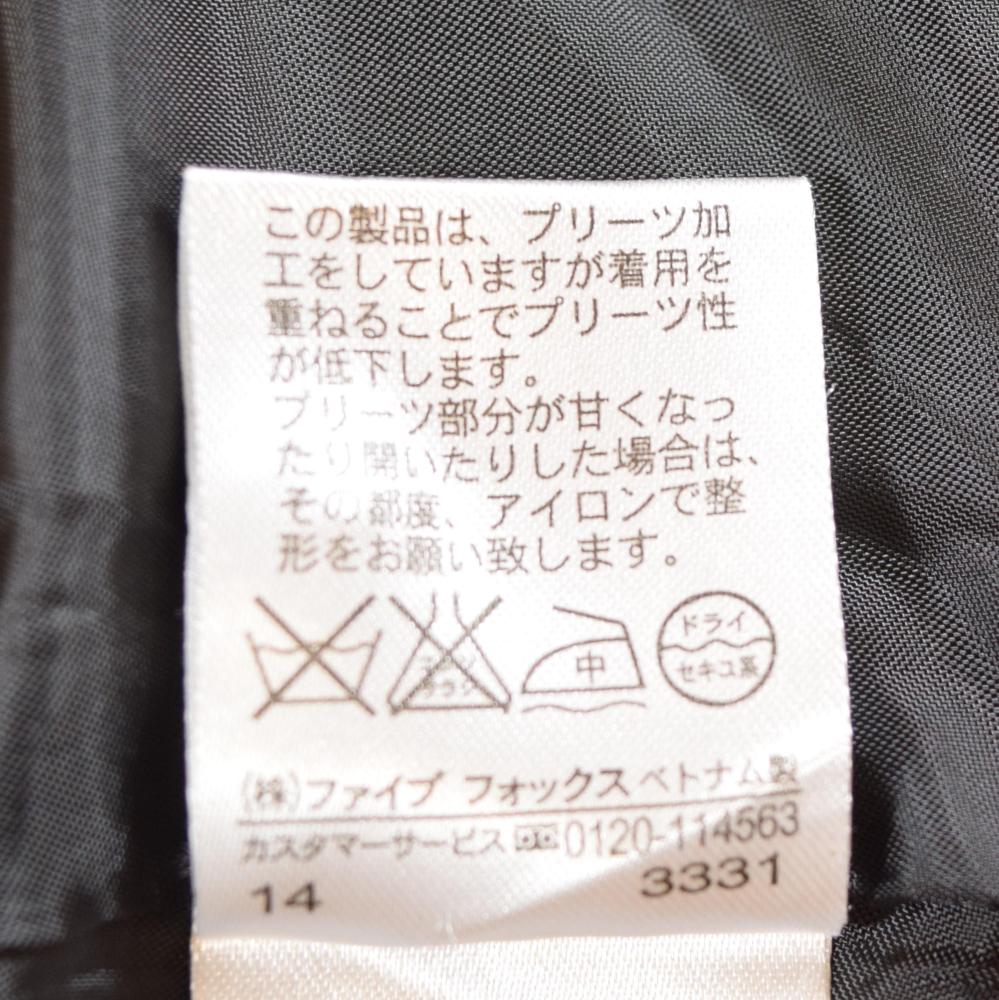 この製品は、プリーツ加
工をしていますが着用を
重ねることでプリーツ性
が低下します。
プリーツ部分が甘くなっ
たり開いたりした場合は、
その都度、アイロンで整
形をお願い致します。
エンソ
サラシ
中
ドライ
セキユ系
(株)ファイブ フォックス ベトナム製
カスタマーサービス 0120-114563
14 3331